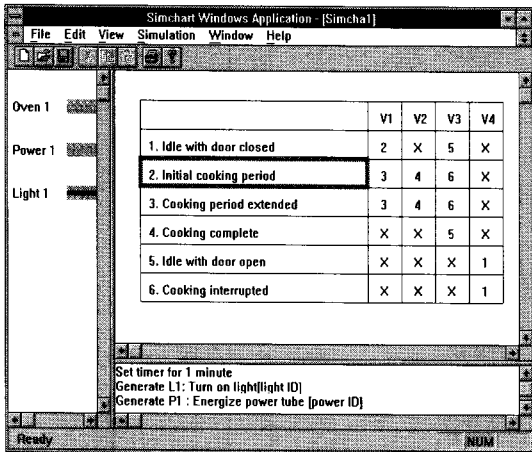 Simchart Windows Application - [Simcha1]
File Edit View Simulation Window Help
Oven 1
Power 1
Light 1
V1 V2 V3 V4
1. Idle with door closed 2 X 5 X
2. Initial cooking period 3 4 6 X
3. Cooking period extended 3 4 6 X
4. Cooking complete X X 5 X
5. Idle with door open X X X 1
6. Cooking interrupted X X X 1
Set timer for 1 minute
Generate L1: Turn on light[light ID]
Generate P1 : Energize power tube [power ID]
Ready NUM